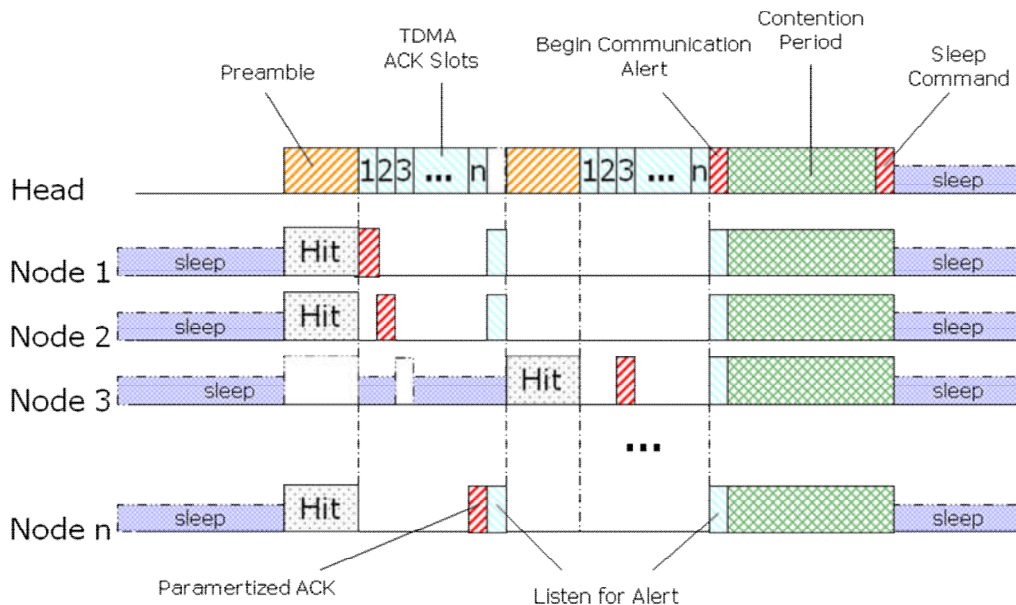 Preamble
TDMA
ACK Slots
Begin Communication
Alert
Contention
Period
Sleep
Command
Head
1 2 3 ... n
1 2 3 ... n
sleep
Node 1
sleep
Hit
sleep
Node 2
sleep
Hit
sleep
Node 3
sleep
Hit
sleep
...
Node n
sleep
Hit
sleep
Paramertized ACK
Listen for Alert